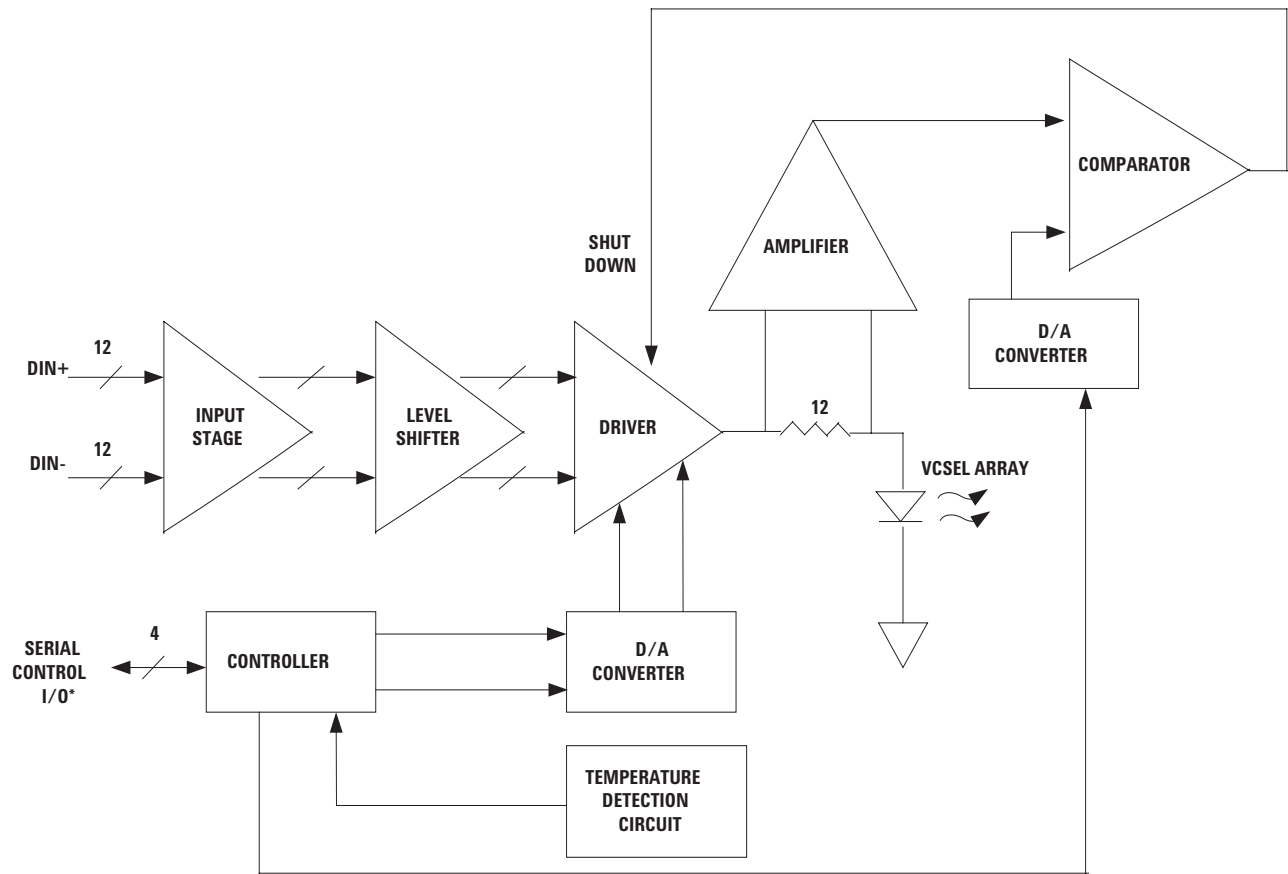 COMPARATOR
SHUT
DOWN
AMPLIFIER
D/A
CONVERTER
DIN+
12
INPUT
STAGE
LEVEL
SHIFTER
DRIVER
12
DIN-
12
VCSEL ARRAY
SERIAL
CONTROL
I/O*
4
CONTROLLER
D/A
CONVERTER
TEMPERATURE
DETECTION
CIRCUIT